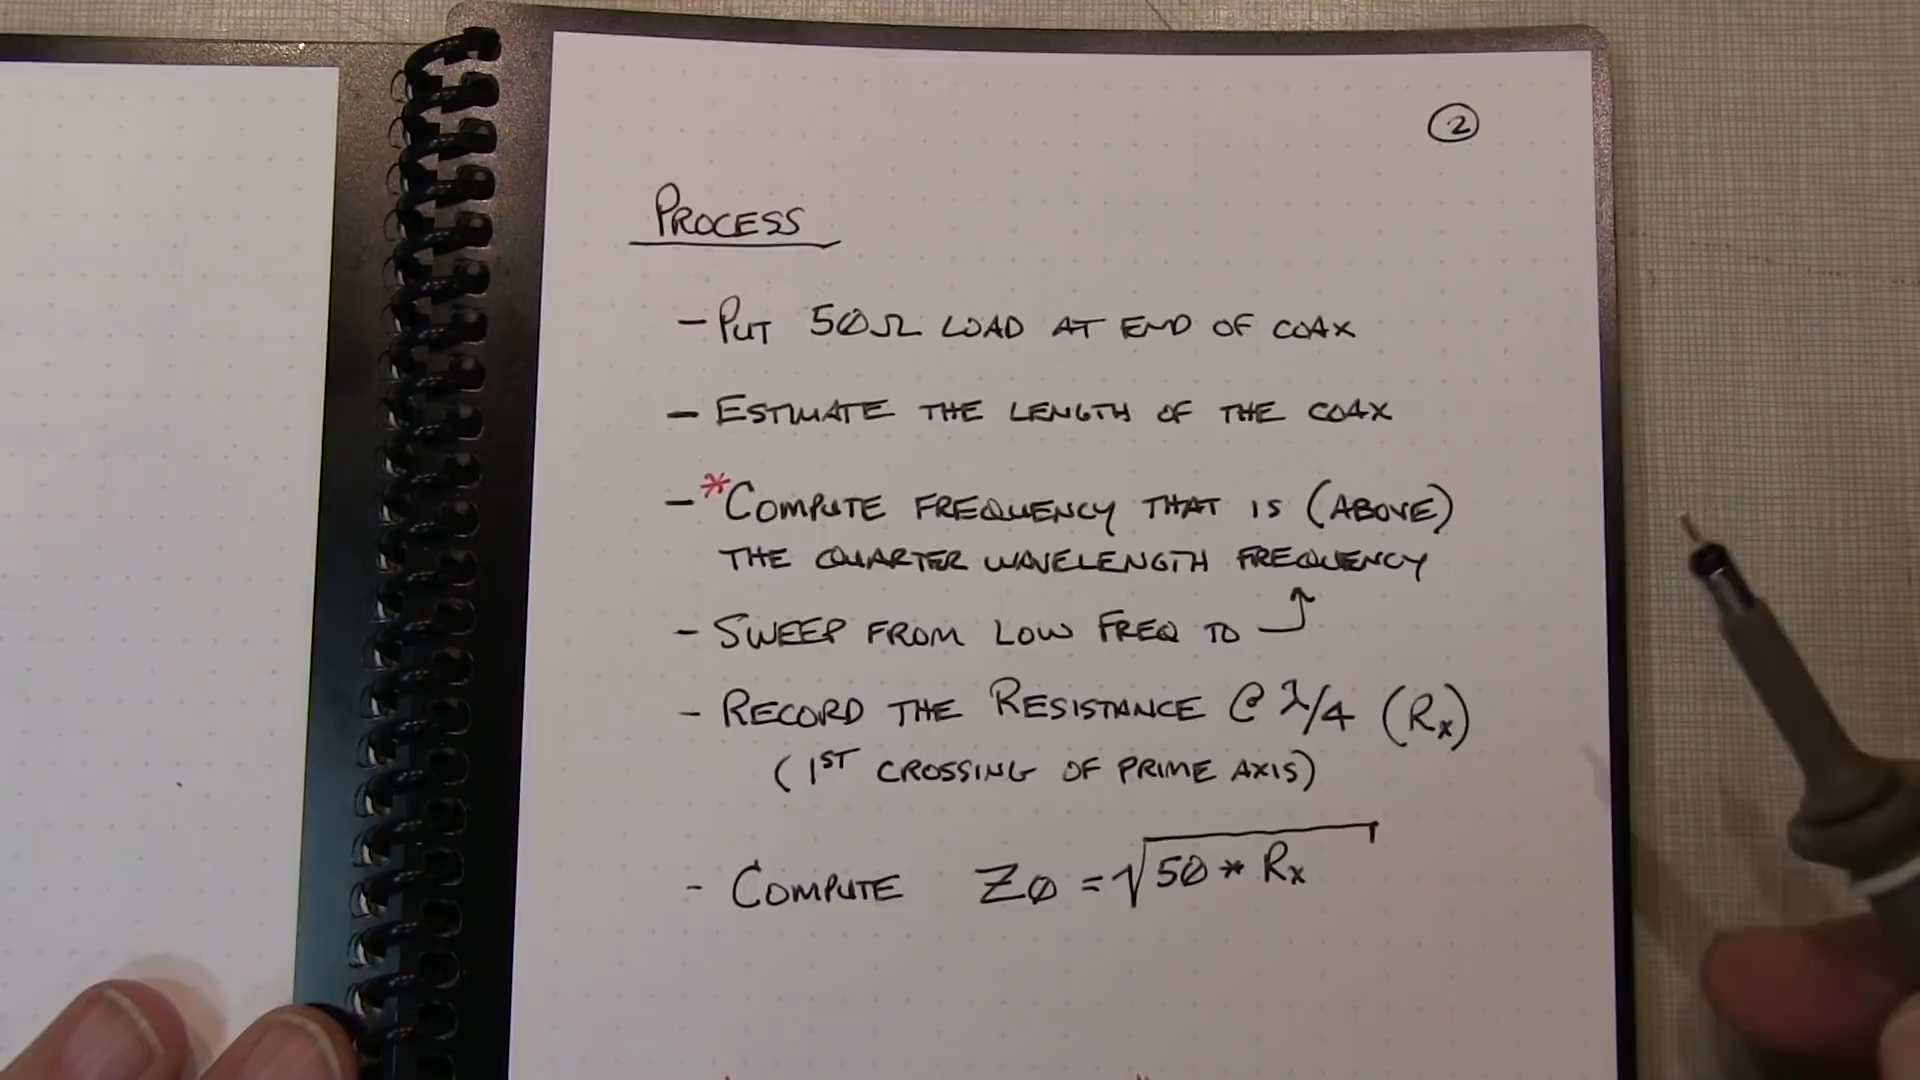 2
PROCESS
- PUT 50Ω LOAD AT END OF COAX
- ESTIMATE THE LENGTH OF THE COAX
- *COMPUTE FREQUENCY THAT IS (ABOVE)
THE QUARTER WAVELENGTH FREQUENCY
- SWEEP FROM LOW FREQ TO
- RECORD THE RESISTANCE @ λ/4 (Rx)
(1ST CROSSING OF PRIME AXIS)
- COMPUTE ZØ = √50 * Rx